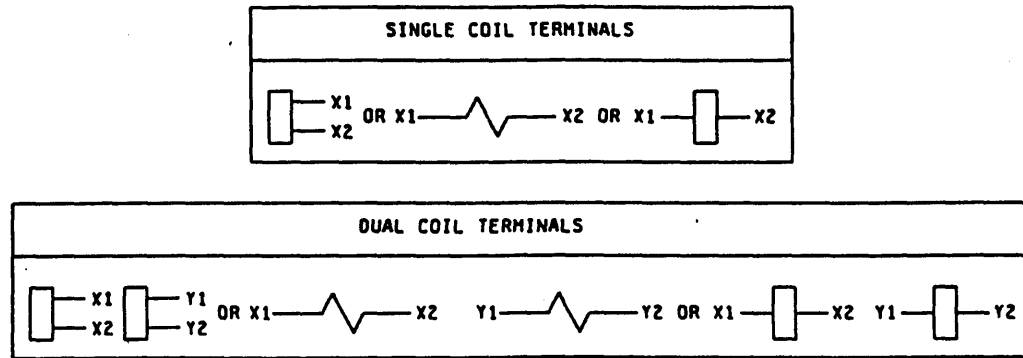 SINGLE COIL TERMINALS
X1
X2 OR X1 X2 OR X1 X2
DUAL COIL TERMINALS
X1 Y1
X2 Y2 OR X1 X2 Y1 Y2 OR X1 X2 Y1 Y2